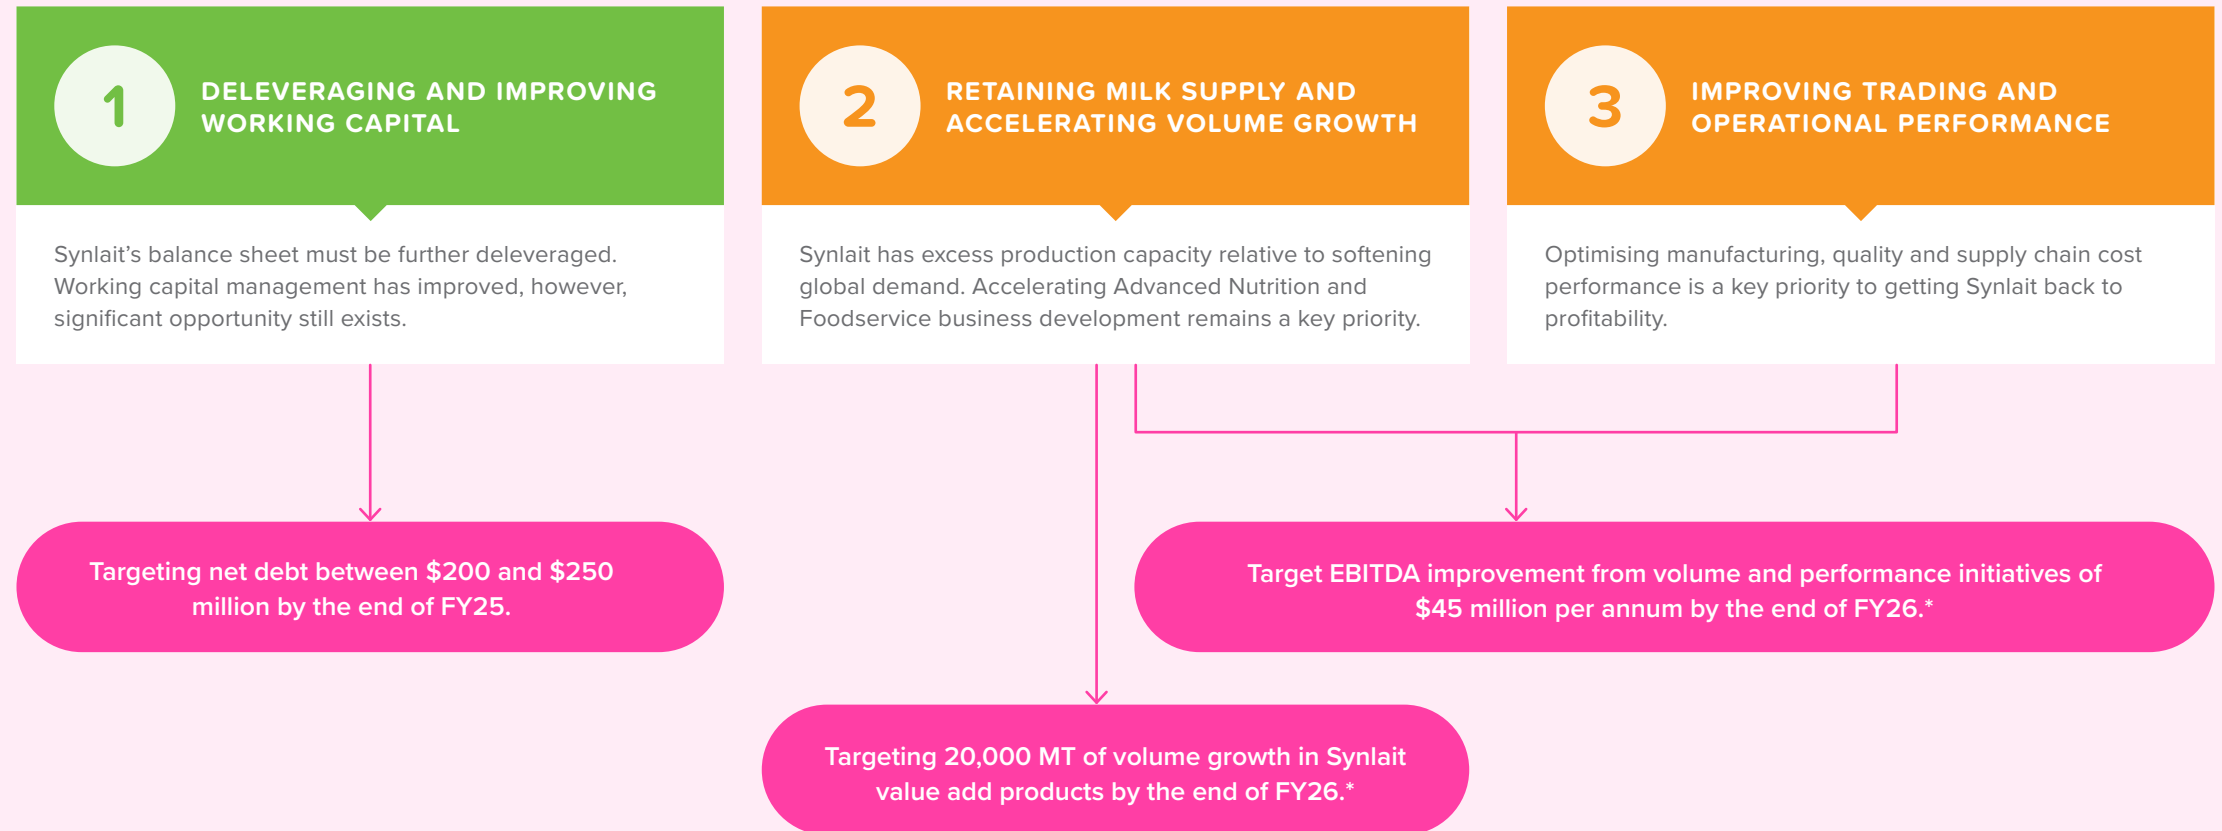 1
DELEVERAGING AND IMPROVING
WORKING CAPITAL
Synlait’s balance sheet must be further deleveraged.
Working capital management has improved, however,
significant opportunity still exists.
2
RETAINING MILK SUPPLY AND
ACCELERATING VOLUME GROWTH
Synlait has excess production capacity relative to softening
global demand. Accelerating Advanced Nutrition and
Foodservice business development remains a key priority.
3
IMPROVING TRADING AND
OPERATIONAL PERFORMANCE
Optimising manufacturing, quality and supply chain cost
performance is a key priority to getting Synlait back to
profitability.
Targeting net debt between $200 and $250
million by the end of FY25.
Target EBITDA improvement from volume and performance initiatives of
$45 million per annum by the end of FY26.*
Targeting 20,000 MT of volume growth in Synlait
value add products by the end of FY26.*